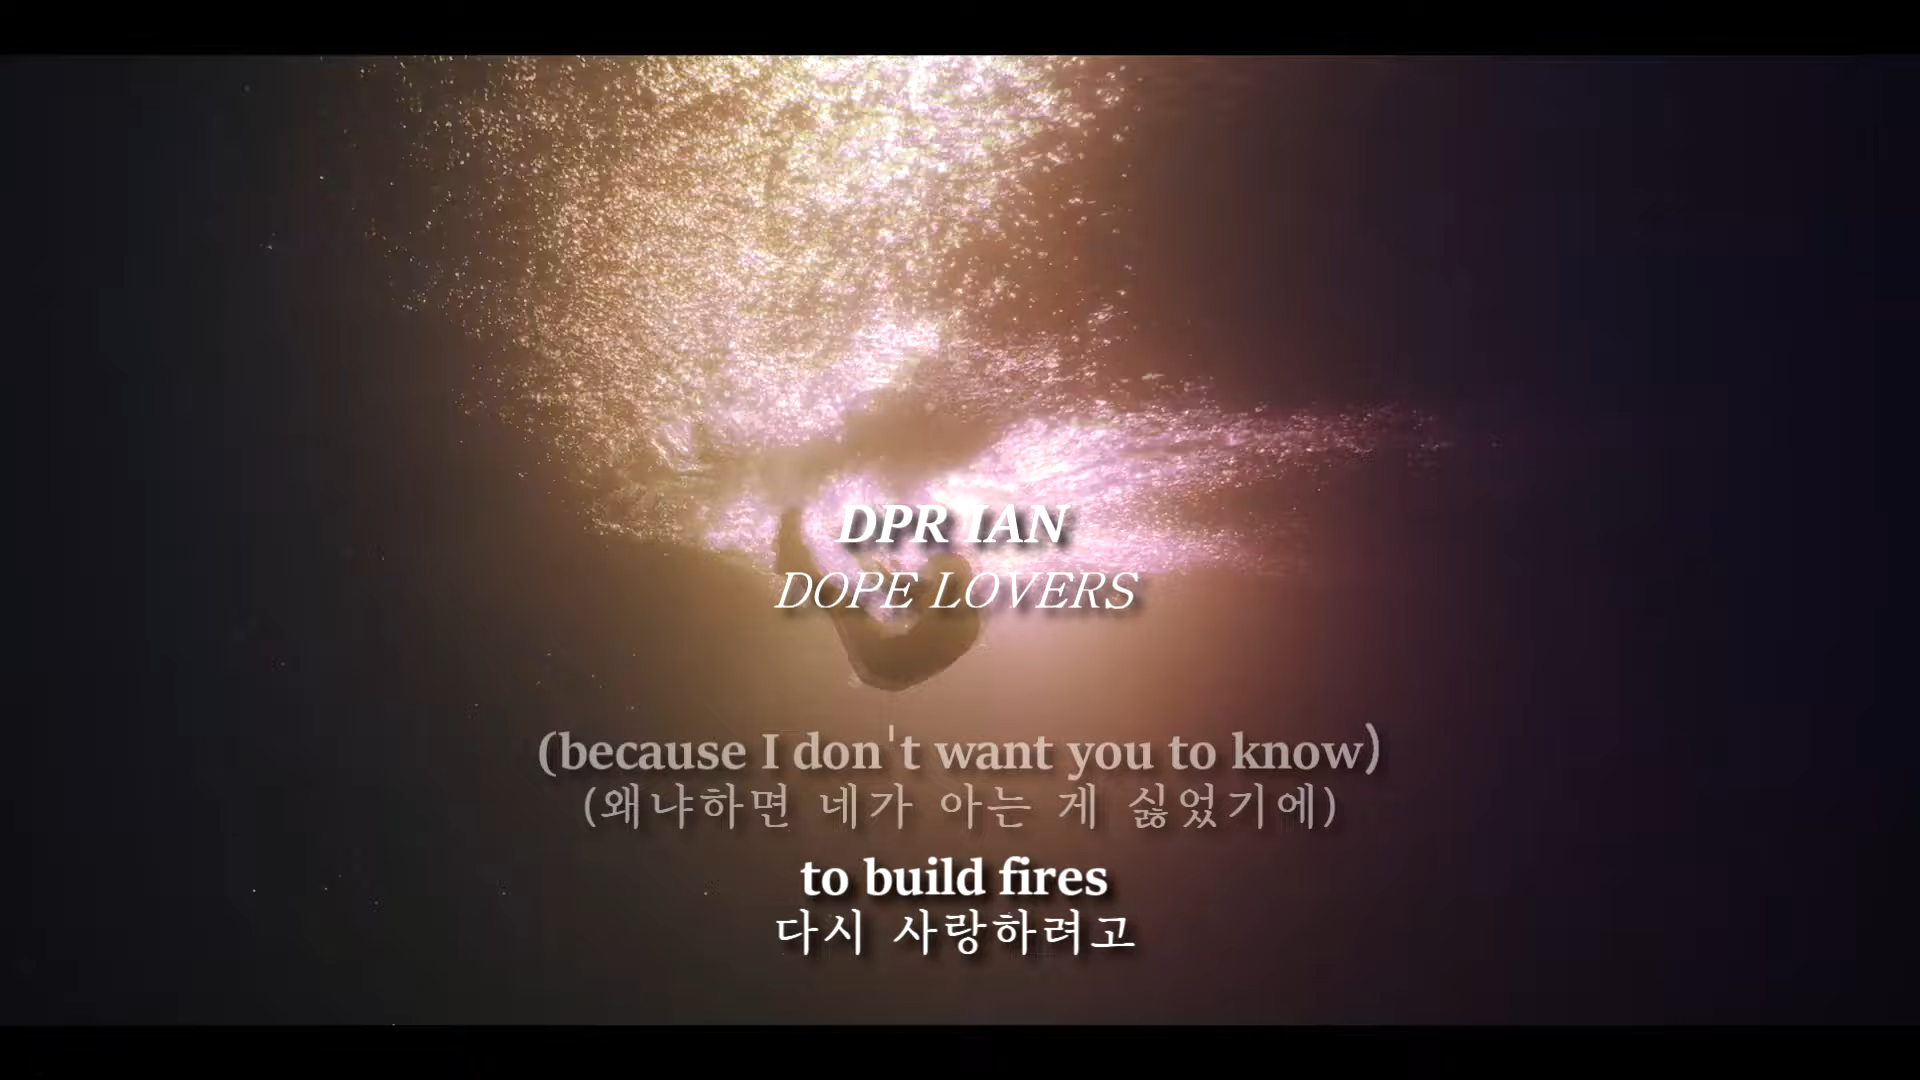 DPR IAN
DOPE LOVERS
(because I don't want you to know)
(왜냐하면 네가 아는 게 싫었기에)
to build fires
다시 사랑하려고